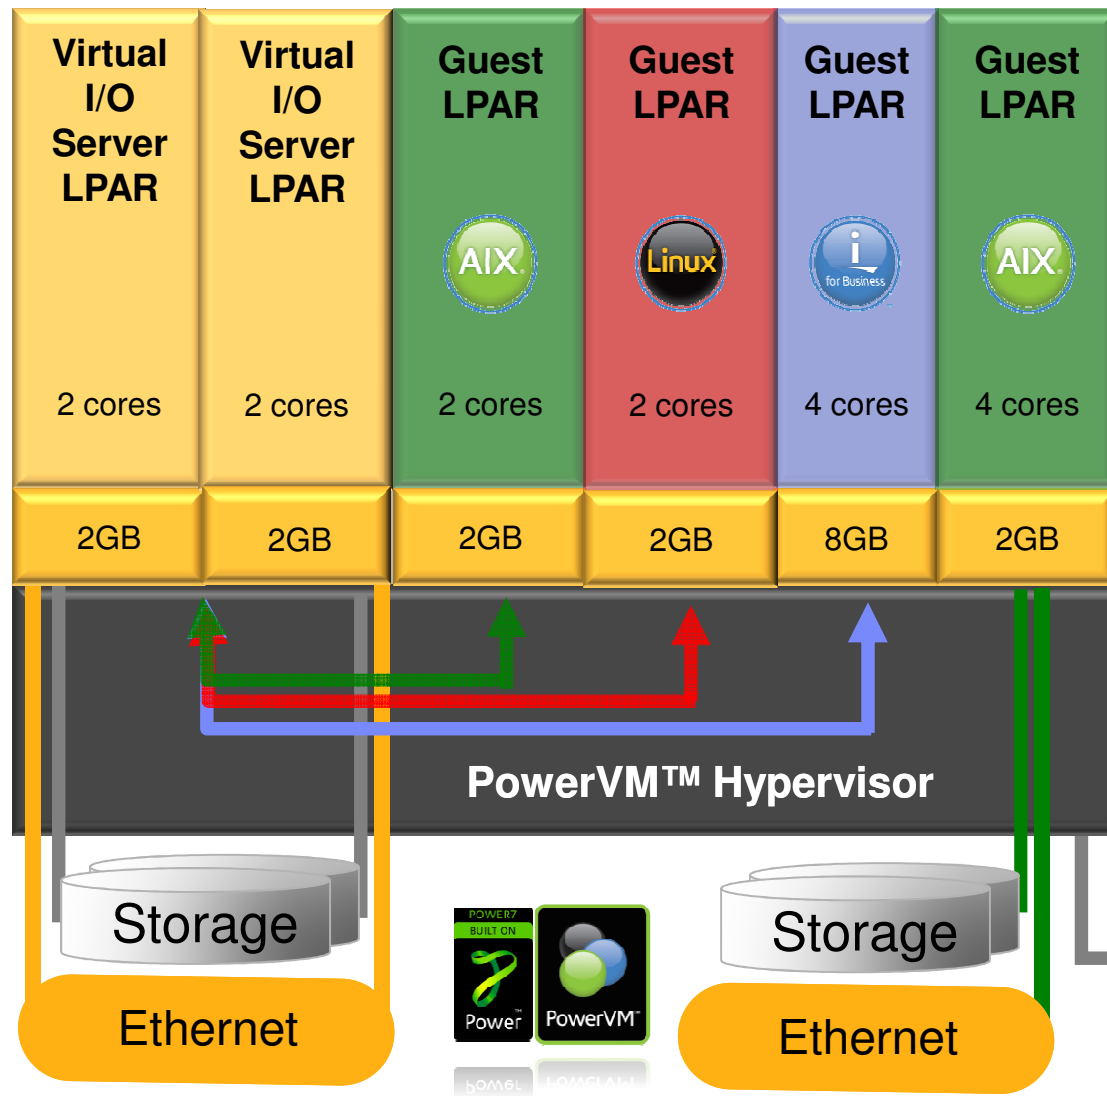 Virtual
I/O
Server
LPAR
Virtual
I/O
Server
LPAR
Guest
LPAR
Guest
LPAR
Guest
LPAR
Guest
LPAR
AIX
Linux
i
for Business
AIX
2 cores
2 cores
2 cores
2 cores
4 cores
4 cores
2GB
2GB
2GB
2GB
8GB
2GB
PowerVM™ Hypervisor
Storage
Ethernet
POWER7
BUILT ON
Power™
PowerVM™
Storage
Ethernet